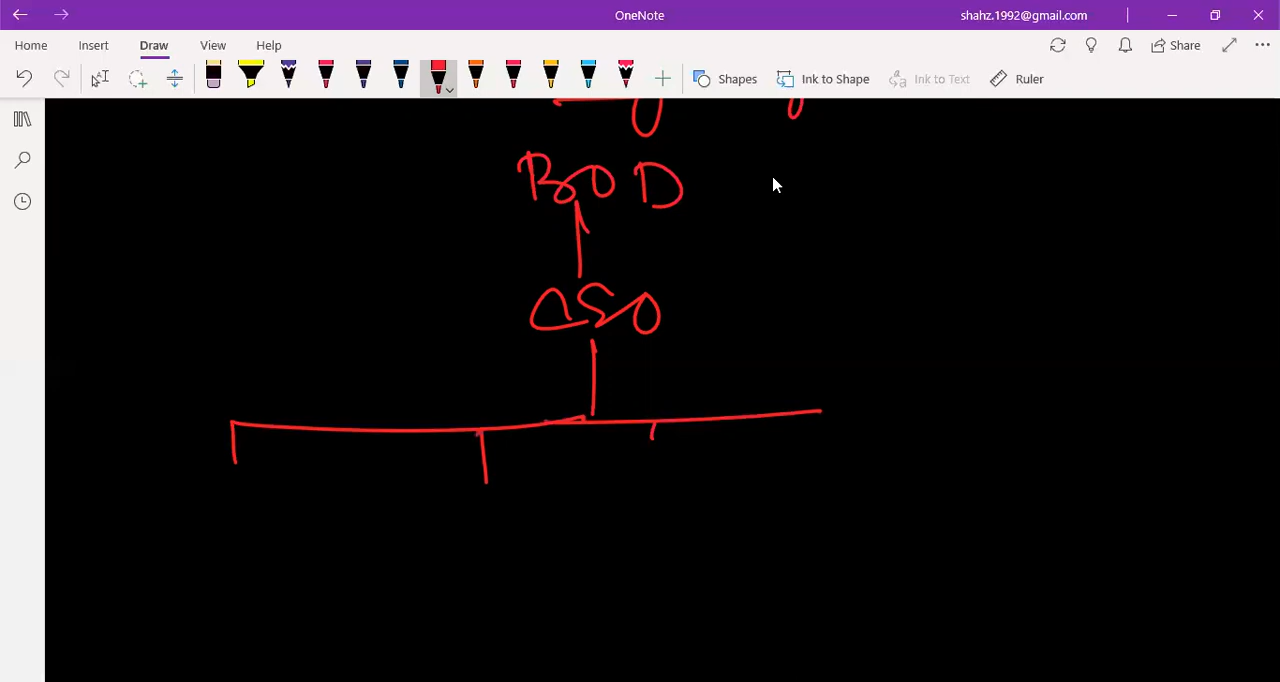 OneNote
shahz.1992@gmail.com
Home Insert Draw View Help
Share
Shapes Ink to Shape Ink to Text Ruler
BOD
CSO